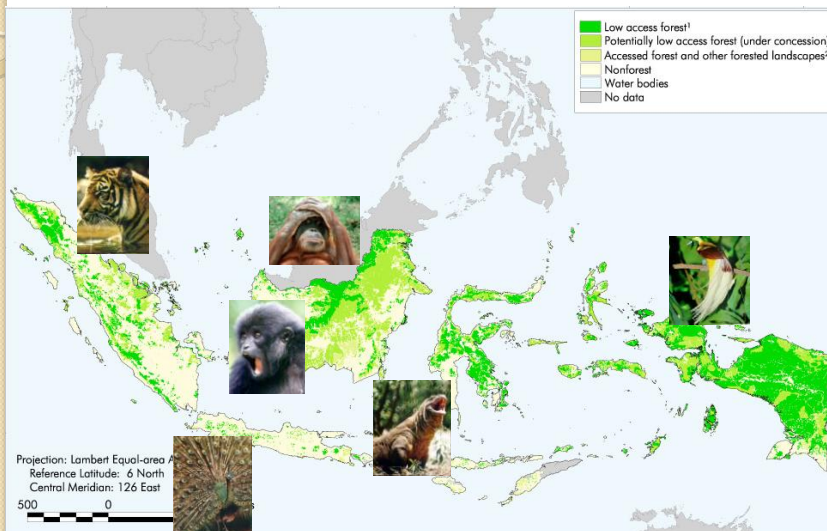 Low access forest¹
Potentially low access forest (under concession)
Accessed forest and other forested landscapes²
Nonforest
Water bodies
No data
Projection: Lambert Equal-area A
Reference Latitude: 6 North
Central Meridian: 126 East
500 0